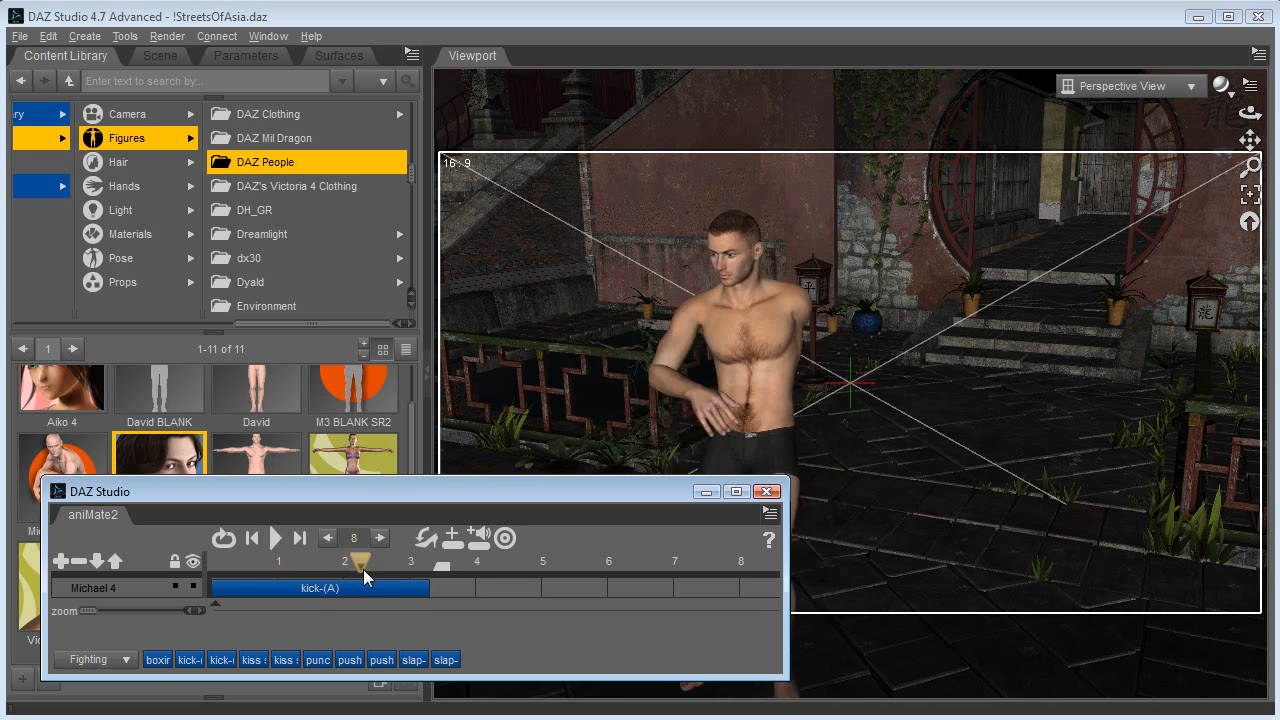 DAZ Studio 4.7 Advanced - !StreetsOfAsia.daz
File Edit Create Tools Render Connect Window Help
Content Library Scene Parameters Surfaces Viewport
Enter text to search by...
Perspective View
ry Camera DAZ Clothing
Figures DAZ Mil Dragon
Hair DAZ People
16 : 9
Hands DAZ's Victoria 4 Clothing
Light DH_GR
Materials Dreamlight
Pose dx30
Props Dyald
Environment
1 1-11 of 11
Aiko 4 David BLANK David M3 BLANK SR2
DAZ Studio
aniMate2
8
?
1 2 3 4 5 6 7 8
Michael 4 kick-(A)
zoom
Fighting boxir kick-( kick-( kiss : kiss : punc push push slap- slap-
龍